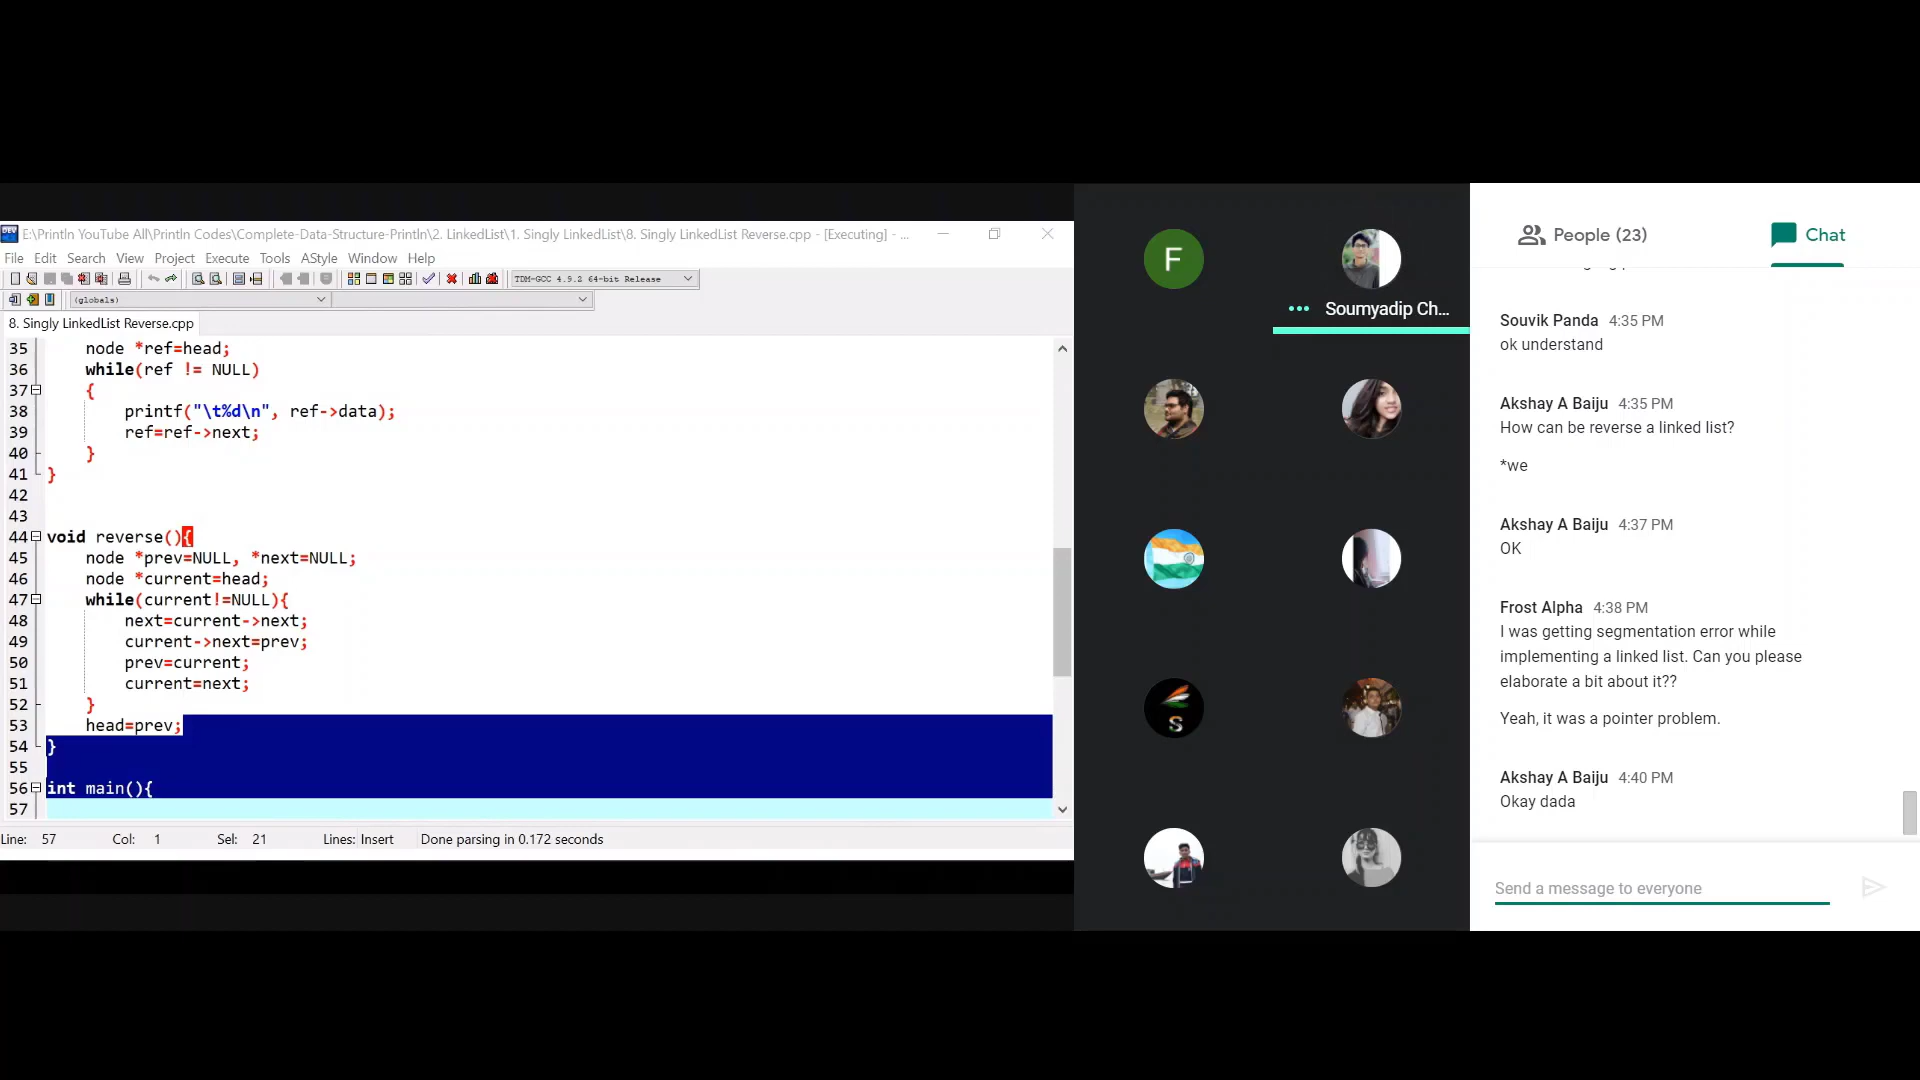 E:\Println YouTube All\Println Codes\Complete-Data-Structure-Println\2. LinkedList\1. Singly LinkedList\8. Singly LinkedList Reverse.cpp - [Executing] - ...
File Edit Search View Project Execute Tools AStyle Window Help
TDM-GCC 4.9.2 64-bit Release
(globals)
8. Singly LinkedList Reverse.cpp
35 node *ref=head;
36 while(ref != NULL)
37 {
38 printf("\t%d\n", ref->data);
39 ref=ref->next;
40 }
41 }
42
43
44 void reverse(){
45 node *prev=NULL, *next=NULL;
46 node *current=head;
47 while(current!=NULL){
48 next=current->next;
49 current->next=prev;
50 prev=current;
51 current=next;
52 }
53 head=prev;
54 }
55
56 int main(){
57
Line: 57 Col: 1 Sel: 21 Lines: Insert Done parsing in 0.172 seconds
F
Soumyadip Ch...
S
People (23)
Chat
Souvik Panda 4:35 PM
ok understand
Akshay A Baiju 4:35 PM
How can be reverse a linked list?
*we
Akshay A Baiju 4:37 PM
OK
Frost Alpha 4:38 PM
I was getting segmentation error while
implementing a linked list. Can you please
elaborate a bit about it??
Yeah, it was a pointer problem.
Akshay A Baiju 4:40 PM
Okay dada
Send a message to everyone